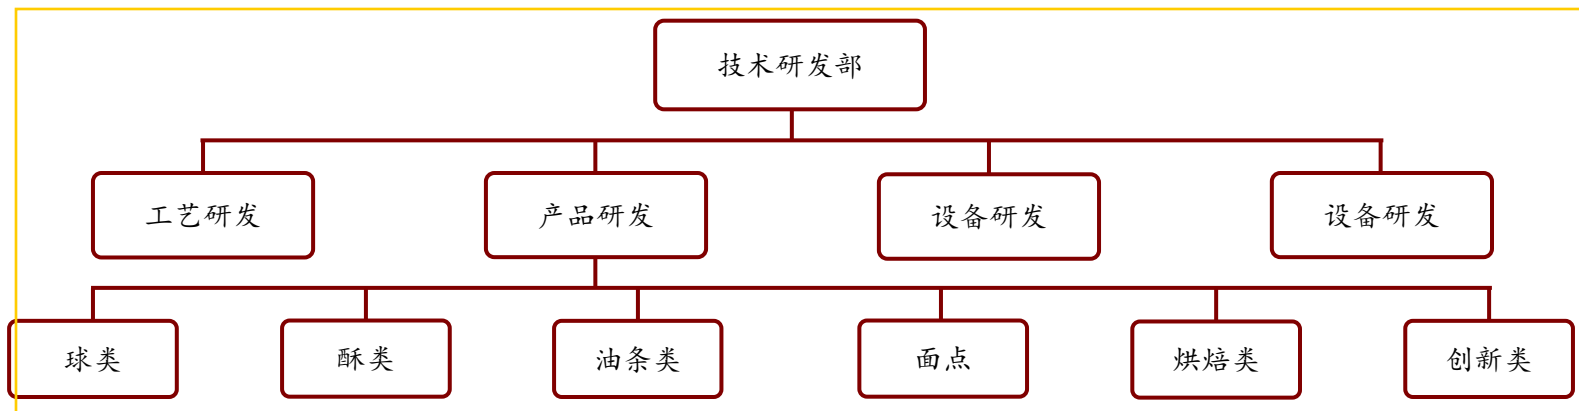 技术研发部
工艺研发
产品研发
设备研发
设备研发
球类
酥类
油条类
面点
烘焙类
创新类